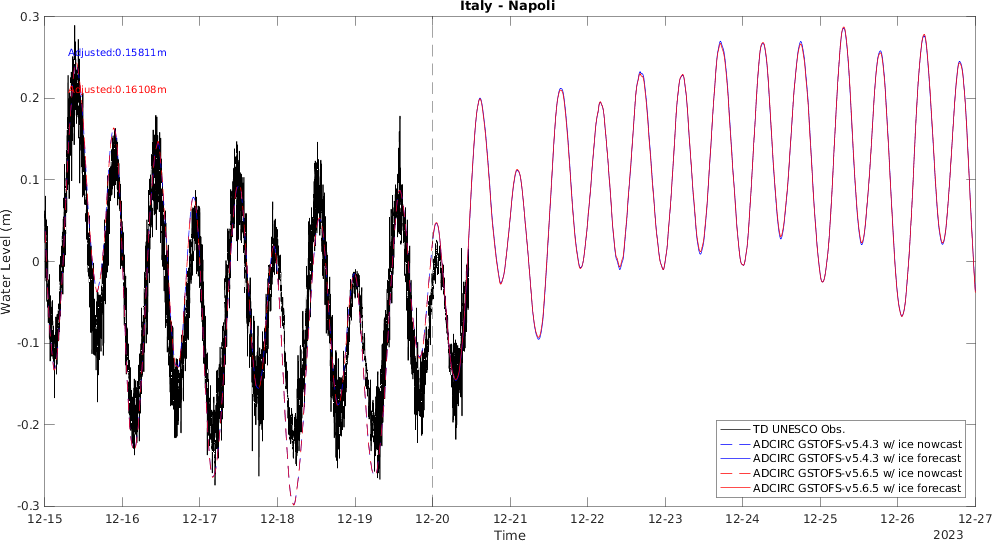 Italy - Napoli
0.3
0.2
0.1
0
-0.1
-0.2
-0.3
Water Level (m)
Adjusted:0.15811m
Adjusted:0.16108m
TD UNESCO Obs.
ADCIRC GSTOFS-v5.4.3 w/ ice nowcast
ADCIRC GSTOFS-v5.4.3 w/ ice forecast
ADCIRC GSTOFS-v5.6.5 w/ ice nowcast
ADCIRC GSTOFS-v5.6.5 w/ ice forecast
12-15 12-16 12-17 12-18 12-19 12-20 12-21 12-22 12-23 12-24 12-25 12-26 12-27
Time
2023